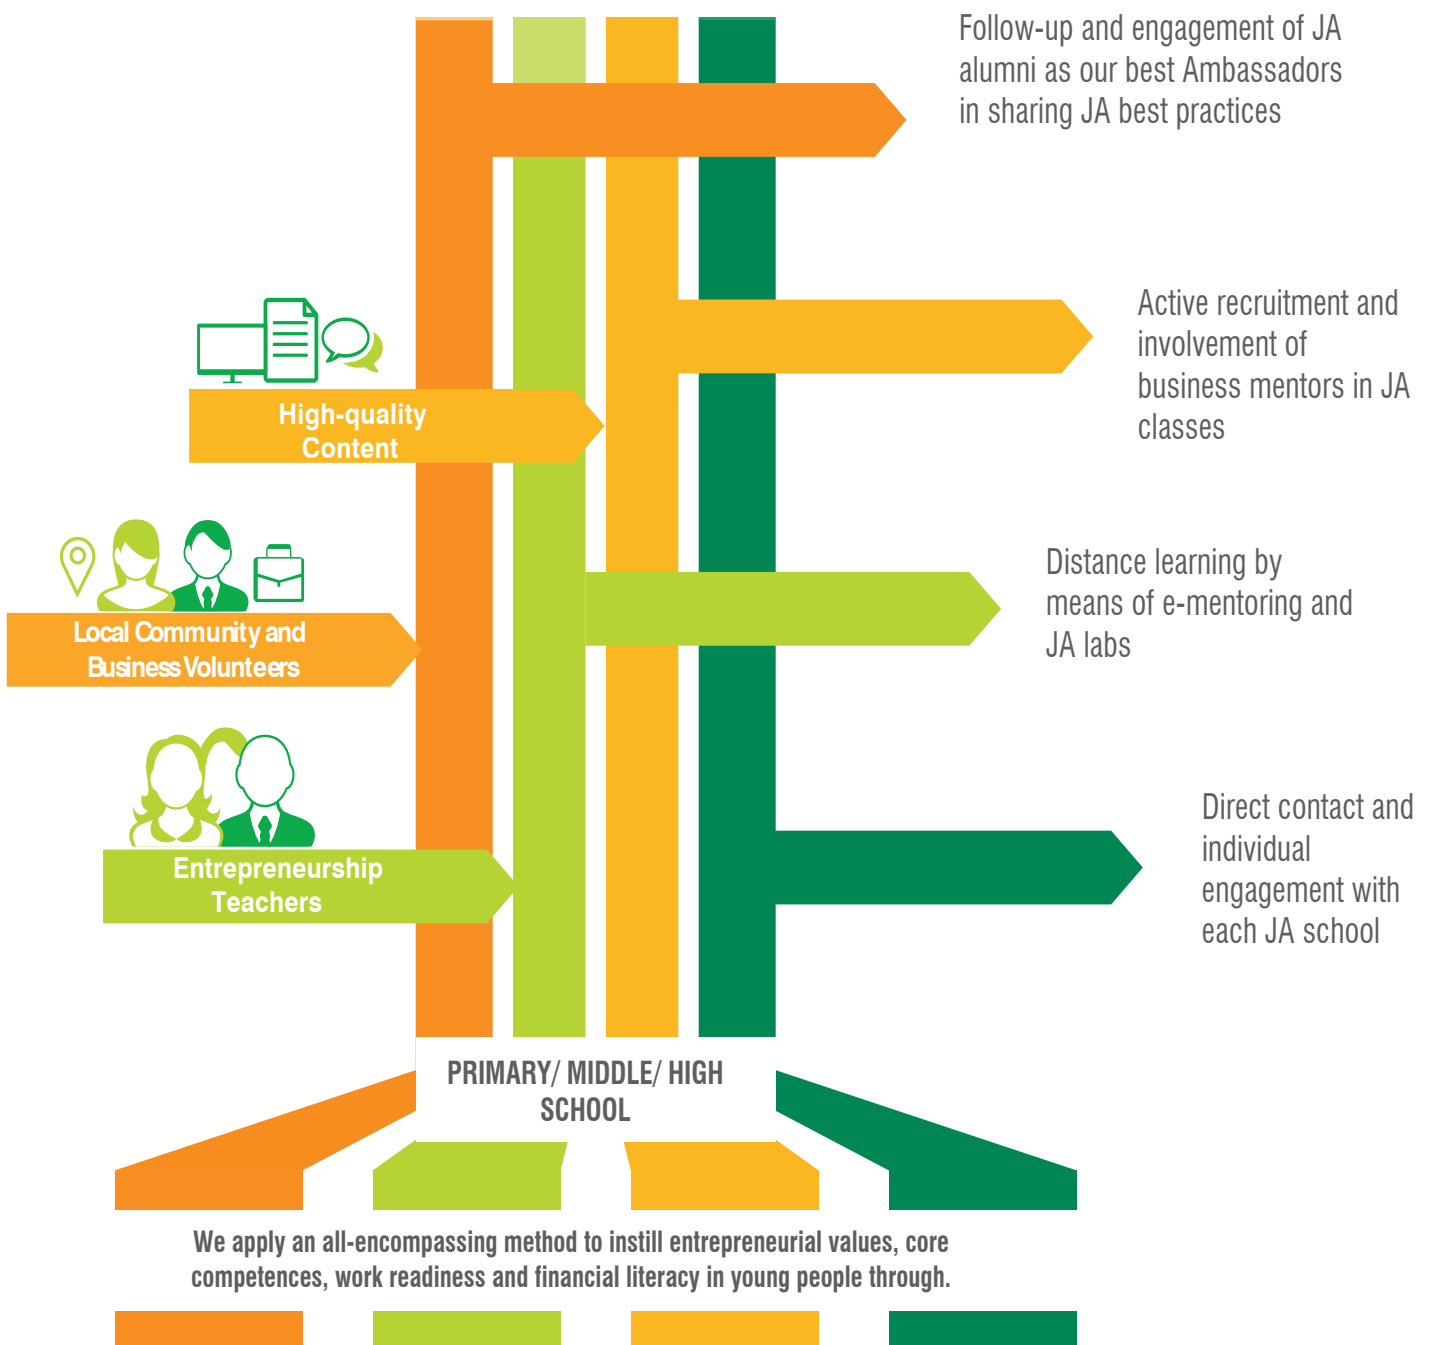 Follow-up and engagement of JA
alumni as our best Ambassadors
in sharing JA best practices
Active recruitment and
involvement of
business mentors in JA
classes
High-quality
Content
Distance learning by
means of e-mentoring and
JA labs
Local Community and
Business Volunteers
Direct contact and
individual
engagement with
each JA school
Entrepreneurship
Teachers
PRIMARY/ MIDDLE/ HIGH
SCHOOL
We apply an all-encompassing method to instill entrepreneurial values, core
competences, work readiness and financial literacy in young people through.